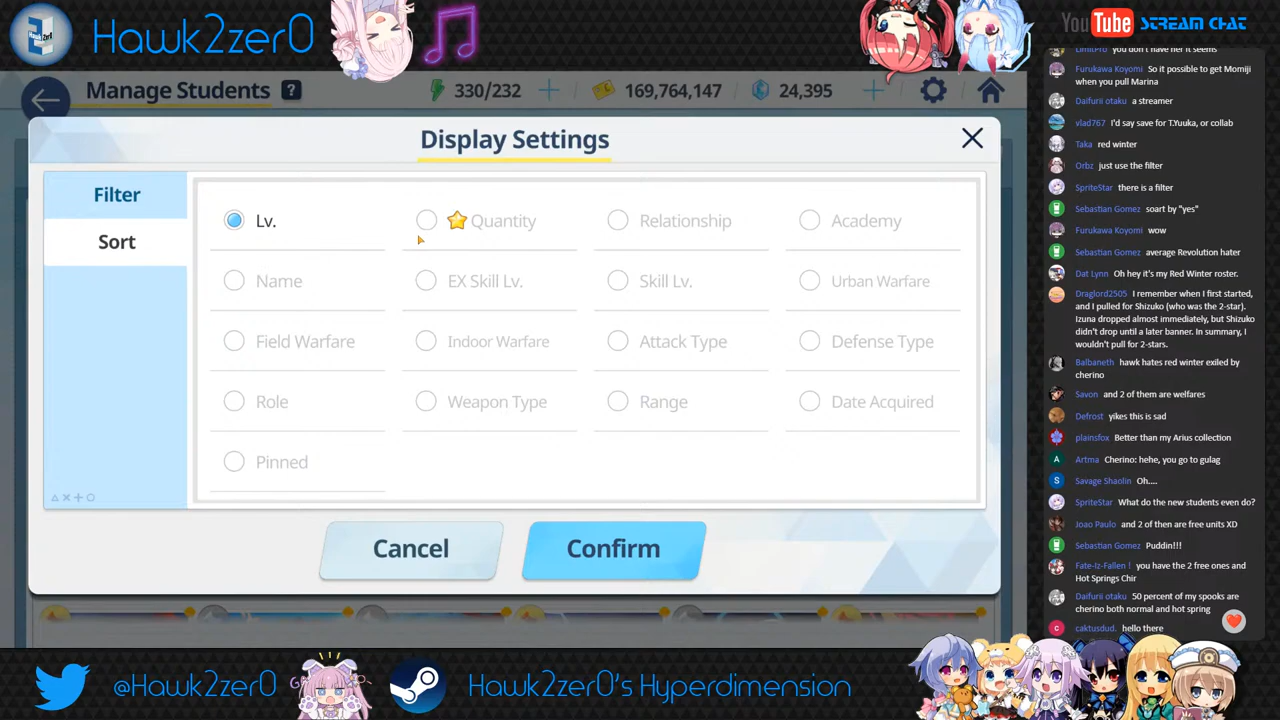 Hawk2zer0
You Tube STREAM CHAT
Manage Students ?
330/232
169,764,147
24,395
Display Settings
Filter
Sort
Lv.
Quantity
Relationship
Academy
Name
EX Skill Lv.
Skill Lv.
Urban Warfare
Field Warfare
Indoor Warfare
Attack Type
Defense Type
Role
Weapon Type
Range
Date Acquired
Pinned
Cancel
Confirm
LimitPro you don't have her it seems
Furukawa Koyomi So it possible to get Momiji
when you pull Marina
Daifurii otaku a streamer
vlad767 I'd say save for T.Yuuka, or collab
Taka red winter
Orbz just use the filter
SpriteStar there is a filter
Sebastian Gomez soart by "yes"
Furukawa Koyomi wow
Sebastian Gomez average Revolution hater
Dat Lynn Oh hey it's my Red Winter roster.
Draglord2505 I remember when I first started,
and I pulled for Shizuko (who was the 2-star).
Izuna dropped almost immediately, but Shizuko
didn't drop until a later banner. In summary, I
wouldn't pull for 2-stars.
Balbaneth hawk hates red winter exiled by
cherino
Savon and 2 of them are welfares
Defrost yikes this is sad
plainsfox Better than my Arius collection
A
Artma Cherino: hehe, you go to gulag
S
Savage Shaolin Oh....
SpriteStar What do the new students even do?
Joao Paulo and 2 of then are free units XD
Sebastian Gomez Puddin!!!
Fate-Iz-Fallen ! you have the 2 free ones and
Hot Springs Chir
Daifurii otaku 50 percent of my spooks are
cherino both normal and hot spring
c
caktusdud. hello there
@Hawk2zer0
Hawk2zer0's Hyperdimension